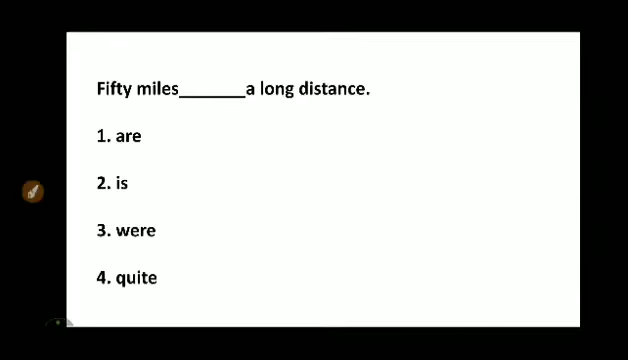 Fifty miles_______a long distance.
1. are
2. is
3. were
4. quite